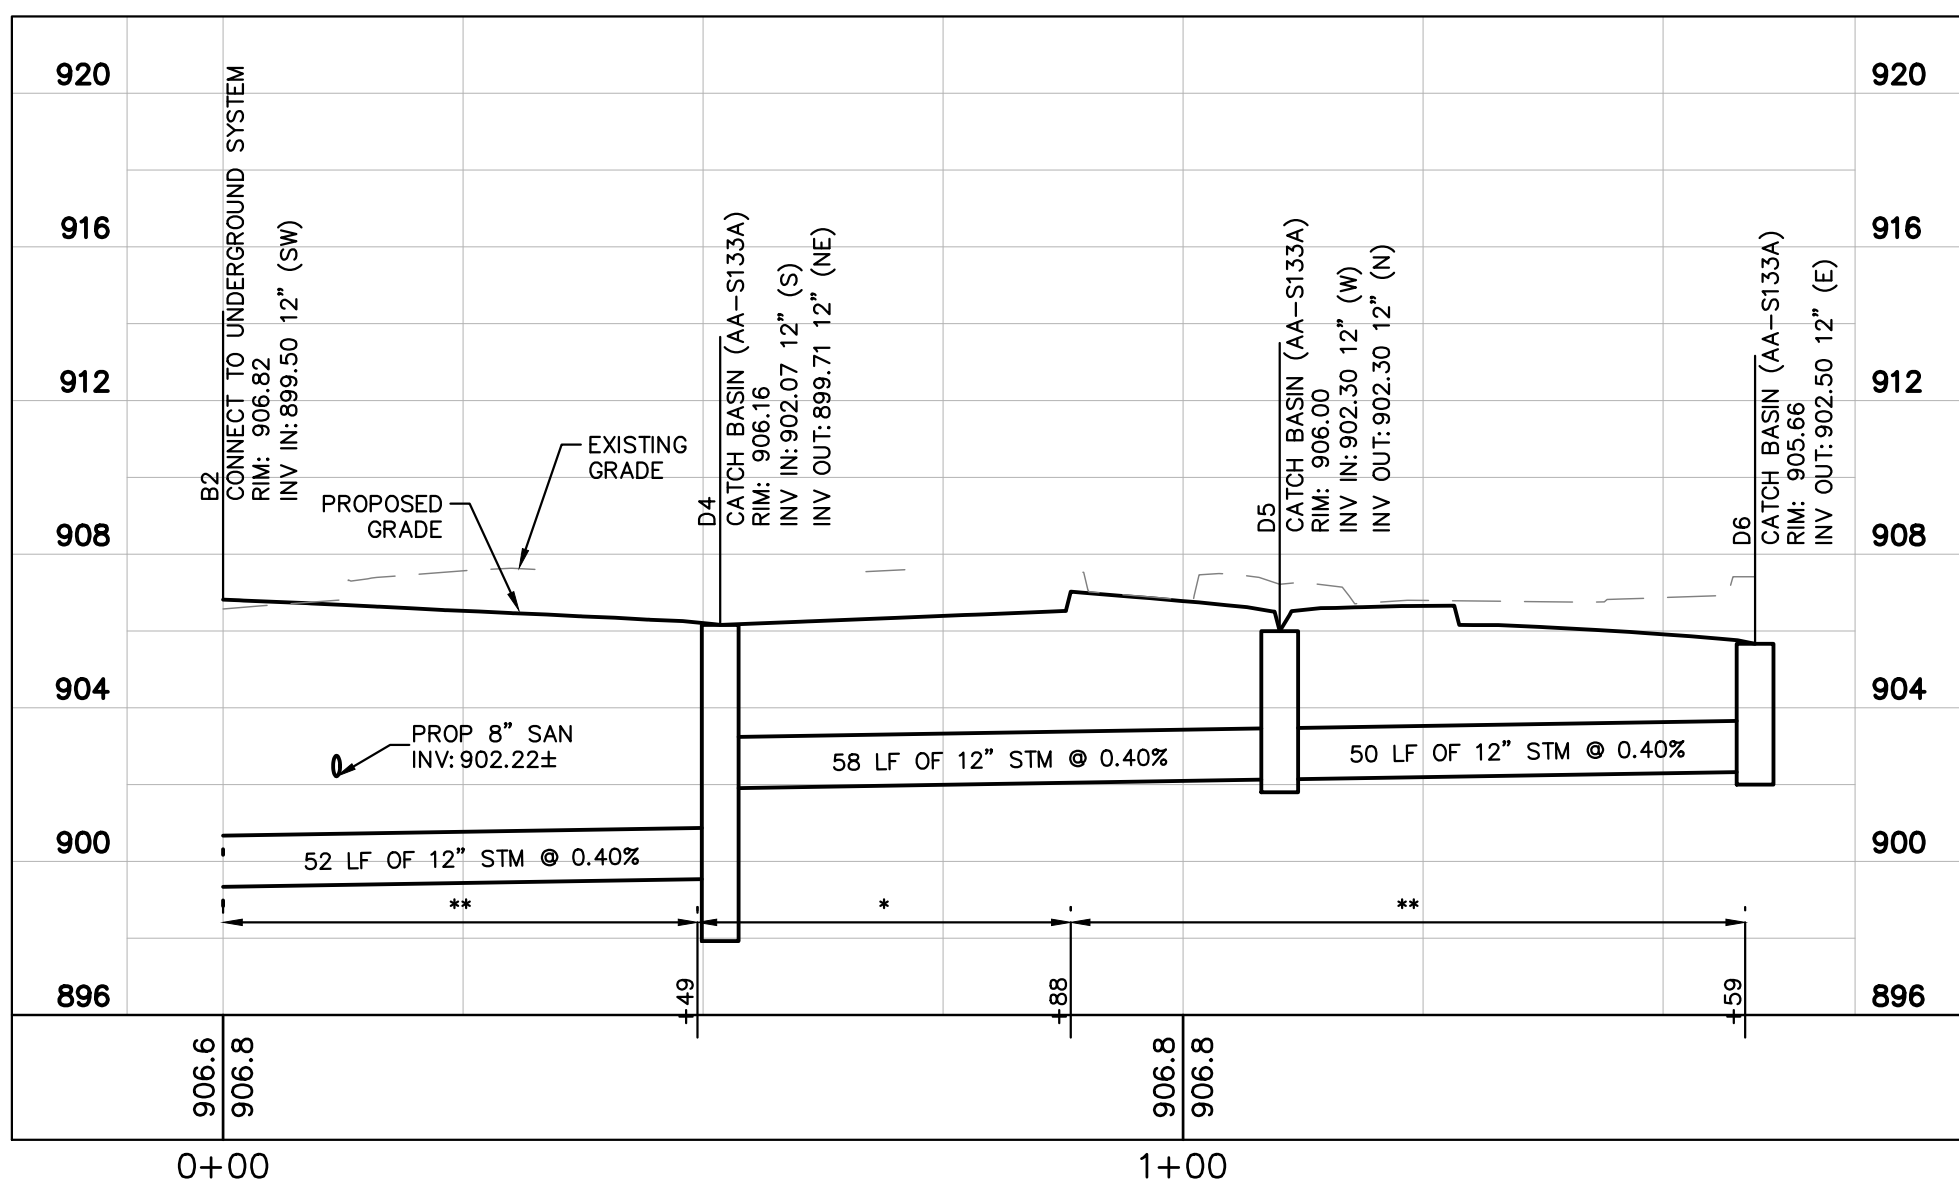 920
916
912
908
904
900
896
920
916
912
908
904
900
896
B2
CONNECT TO UNDERGROUND SYSTEM
RIM: 906.82
INV IN:899.50 12" (SW)
D4
CATCH BASIN (AA-S133A)
RIM: 906.16
INV IN:902.07 12" (S)
INV OUT:899.71 12" (NE)
D5
CATCH BASIN (AA-S133A)
RIM: 906.00
INV IN:902.30 12" (W)
INV OUT:902.30 12" (N)
D6
CATCH BASIN (AA-S133A)
RIM: 905.66
INV OUT:902.50 12" (E)
EXISTING
GRADE
PROPOSED
GRADE
PROP 8" SAN
INV:902.22±
52 LF OF 12" STM @ 0.40%
58 LF OF 12" STM @ 0.40%
50 LF OF 12" STM @ 0.40%
**
*
**
+49
+88
+59
906.6
906.8
906.8
906.8
0+00
1+00